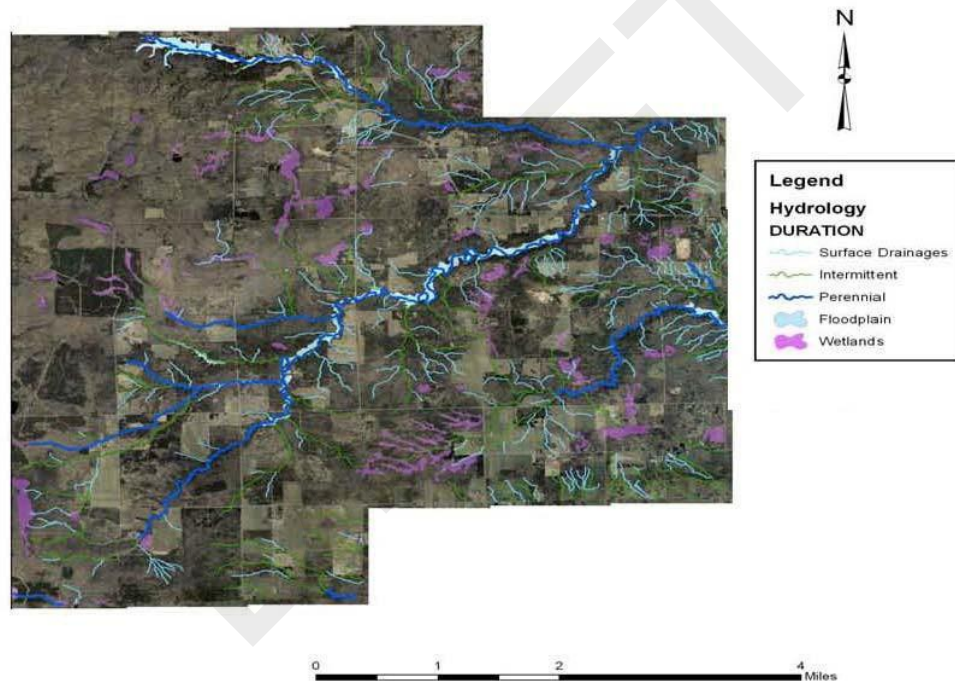 N
Legend
Hydrology
DURATION
Surface Drainages
Intermittent
Perennial
Floodplain
Wetlands
0 1 2 4
Miles